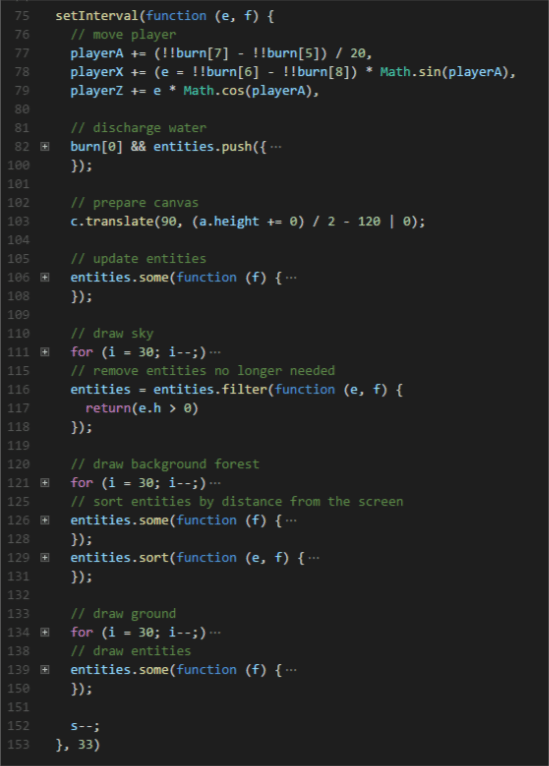 75 setInterval(function (e, f) {
76 // move player
77 playerA += (!!burn[7] - !!burn[5]) / 20,
78 playerX += (e = !!burn[6] - !!burn[8]) * Math.sin(playerA),
79 playerZ += e * Math.cos(playerA),
80
81 // discharge water
82 burn[0] && entities.push({ ⋯
100 });
101
102 // prepare canvas
103 c.translate(90, (a.height += 0) / 2 - 120 | 0);
104
105 // update entities
106 entities.some(function (f) { ⋯
108 });
109
110 // draw sky
111 for (i = 30; i--;) ⋯
115 // remove entities no longer needed
116 entities = entities.filter(function (e, f) {
117 return(e.h > 0)
118 });
119
120 // draw background forest
121 for (i = 30; i--;) ⋯
125 // sort entities by distance from the screen
126 entities.some(function (f) { ⋯
128 });
129 entities.sort(function (e, f) { ⋯
131 });
132
133 // draw ground
134 for (i = 30; i--;) ⋯
138 // draw entities
139 entities.some(function (f) { ⋯
150 });
151
152 s--;
153 }, 33)